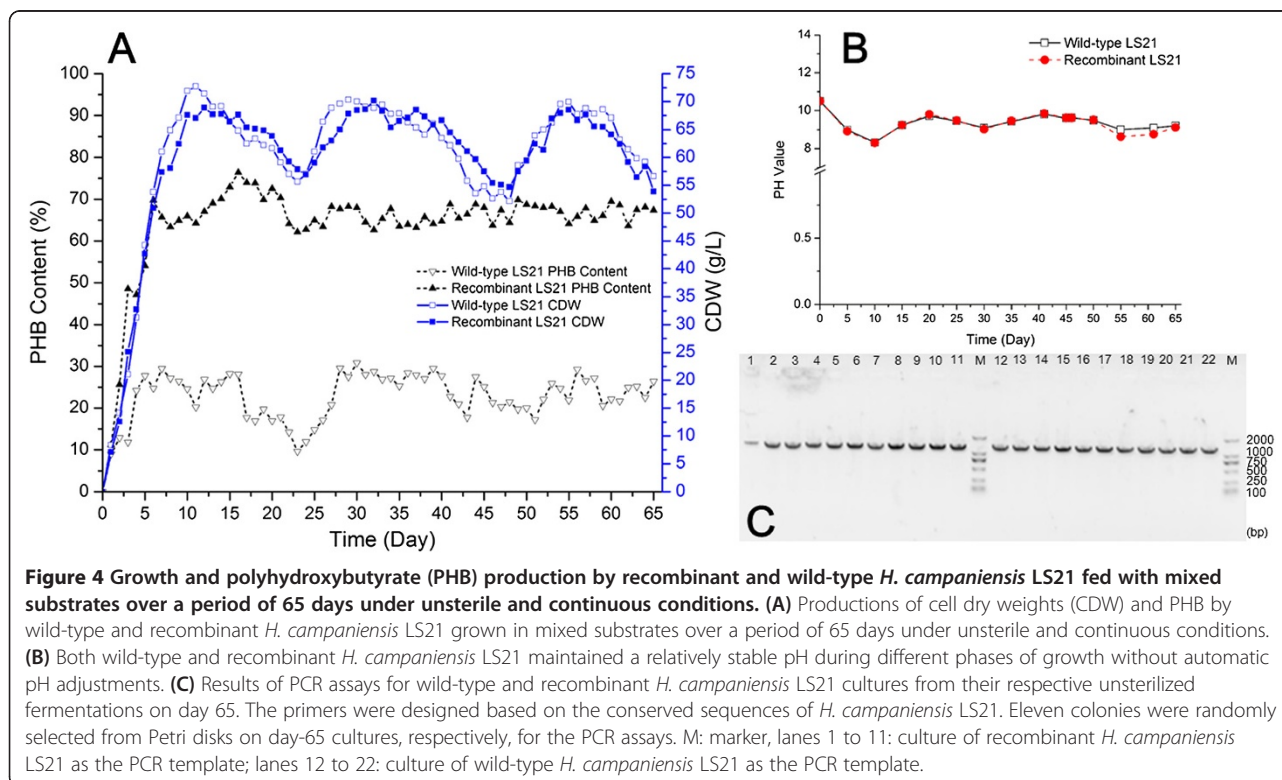 A
100
90
80
70
60
50
40
30
20
10
0
PHB Content (%)
75
70
65
60
55
50
45
40
35
30
25
20
15
10
5
0
CDW (g/L)
Wild-type LS21 PHB Content
Recombinant LS21 PHB Content
Wild-type LS21 CDW
Recombinant LS21 CDW
0 5 10 15 20 25 30 35 40 45 50 55 60 65
Time (Day)
B
Wild-type LS21
Recombinant LS21
14
12
10
8
0.5
0.0
PH Value
0 5 10 15 20 25 30 35 40 45 50 55 60 65
Time (Day)
1 2 3 4 5 6 7 8 9 10 11 M 12 13 14 15 16 17 18 19 20 21 22 M
2000
1000
750
500
250
100
(bp)
C
Figure 4 Growth and polyhydroxybutyrate (PHB) production by recombinant and wild-type H. campaniensis LS21 fed with mixed
substrates over a period of 65 days under unsterile and continuous conditions. (A) Productions of cell dry weights (CDW) and PHB by
wild-type and recombinant H. campaniensis LS21 grown in mixed substrates over a period of 65 days under unsterile and continuous conditions.
(B) Both wild-type and recombinant H. campaniensis LS21 maintained a relatively stable pH during different phases of growth without automatic
pH adjustments. (C) Results of PCR assays for wild-type and recombinant H. campaniensis LS21 cultures from their respective unsterilized
fermentations on day 65. The primers were designed based on the conserved sequences of H. campaniensis LS21. Eleven colonies were randomly
selected from Petri disks on day-65 cultures, respectively, for the PCR assays. M: marker, lanes 1 to 11: culture of recombinant H. campaniensis
LS21 as the PCR template; lanes 12 to 22: culture of wild-type H. campaniensis LS21 as the PCR template.